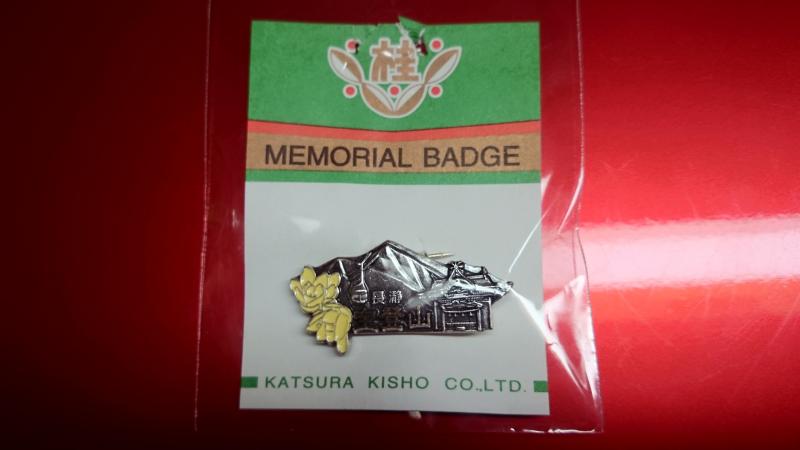 桂
MEMORIAL BADGE
長瀞
宝登山
KATSURA KISHO CO.,LTD.